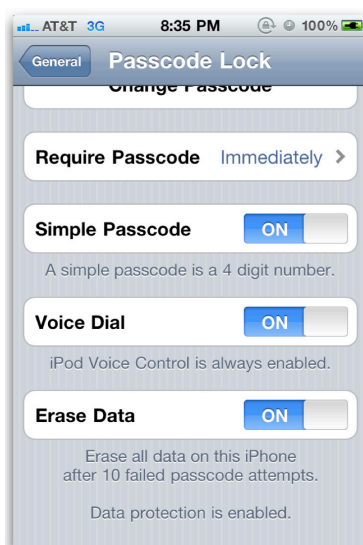 AT&T 3G 8:35 PM 100%
General Passcode Lock
Change Passcode
Require Passcode Immediately
Simple Passcode ON
A simple passcode is a 4 digit number.
Voice Dial ON
iPod Voice Control is always enabled.
Erase Data ON
Erase all data on this iPhone
after 10 failed passcode attempts.
Data protection is enabled.